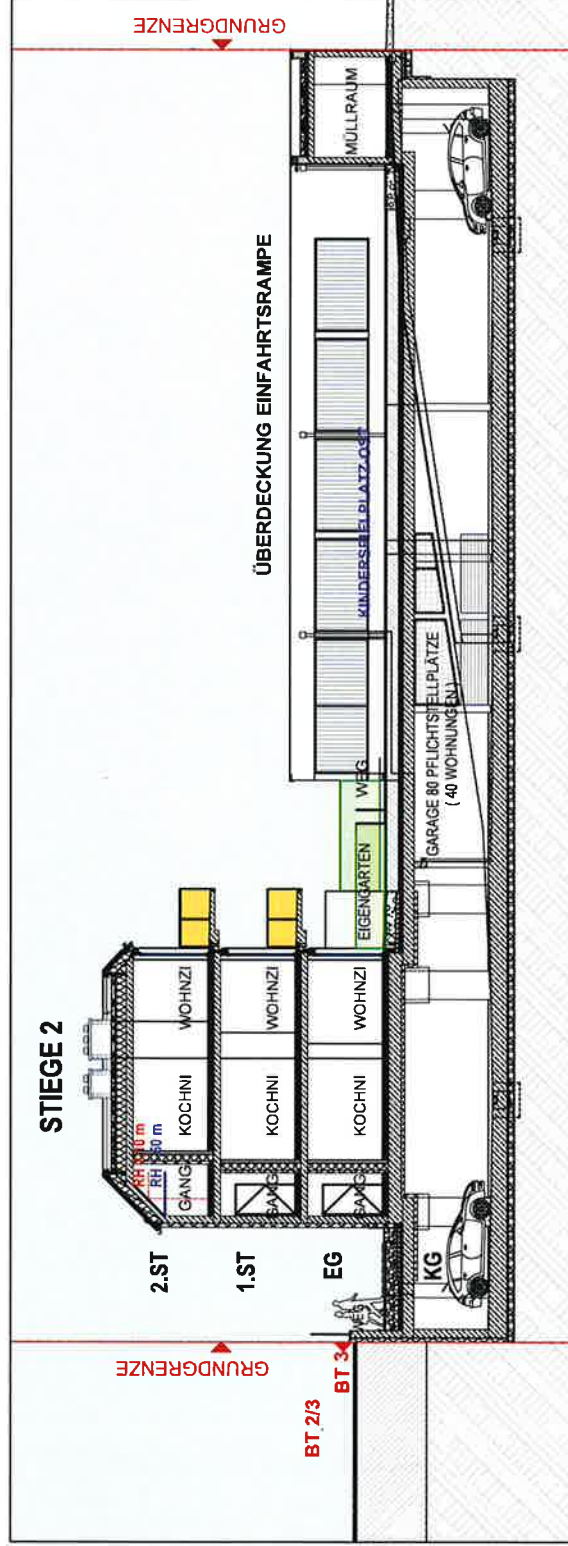 STIEGE 2
GRUNDGRENZE
GRUNDGRENZE
ÜBERDECKUNG EINFAHRTSRAMPE
MÜLLRAUM
2.ST
GANG
KOCHNI
WOHNZI
1.ST
GANG
KOCHNI
WOHNZI
EG
GANG
KOCHNI
WOHNZI
EIGENGARTEN
WEG
KINDERSPIELPLATZ OST
WEG
BT 2/3
BT 3
KG
GARAGE 80 PFLICHTSTELLPLÄTZE
( 40 WOHNUNGEN )